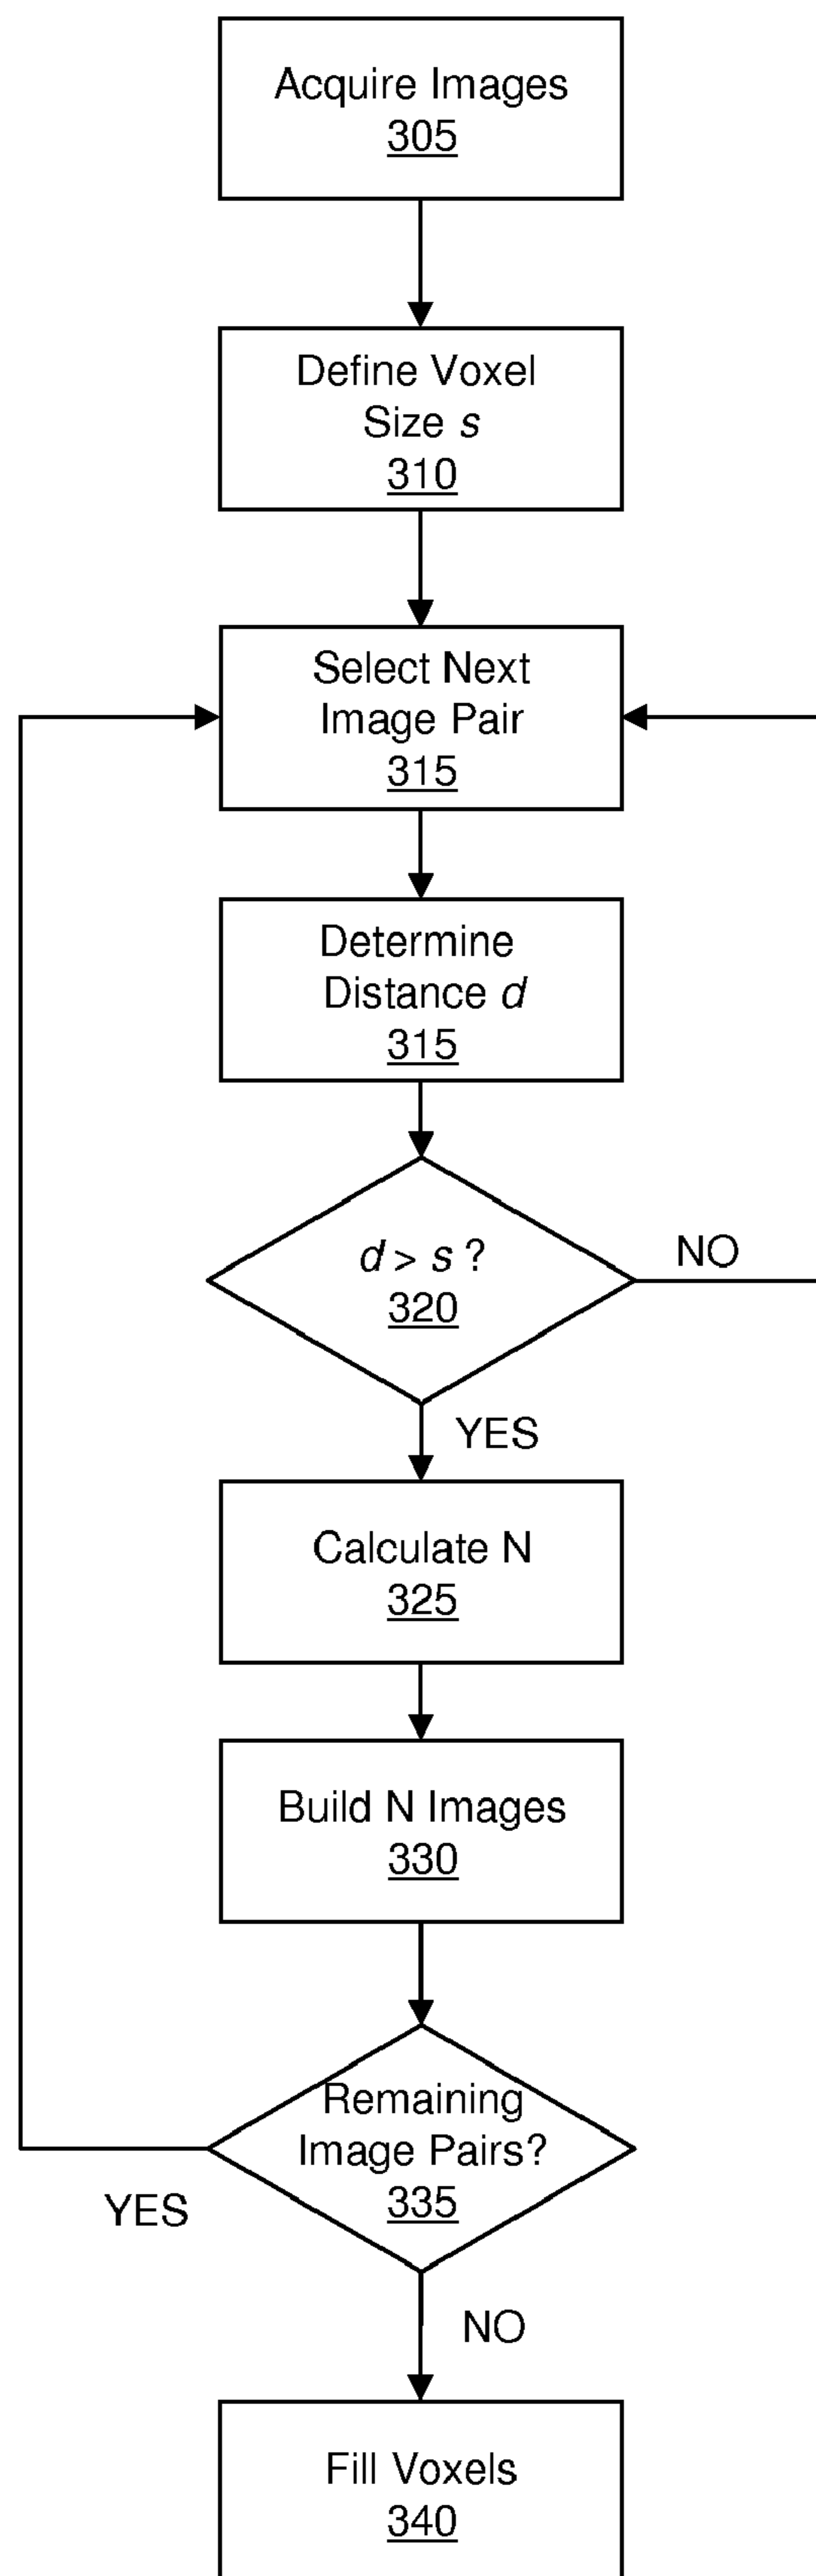 Acquire Images
305
Define Voxel
Size s
310
Select Next
Image Pair
315
Determine
Distance d
315
d > s ?
320
NO
YES
Calculate N
325
Build N Images
330
Remaining
Image Pairs?
335
YES
NO
Fill Voxels
340